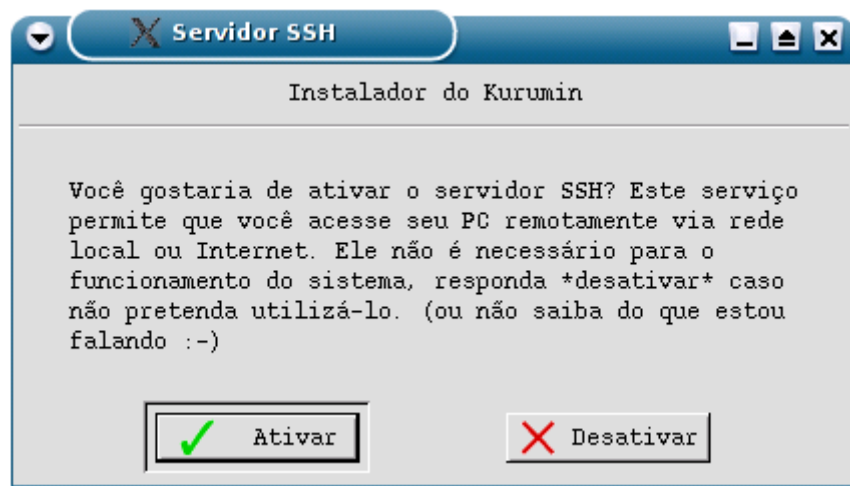 Servidor SSH
Instalador do Kurumin
Você gostaria de ativar o servidor SSH? Este serviço
permite que você acesse seu PC remotamente via rede
local ou Internet. Ele não é necessário para o
funcionamento do sistema, responda *desativar* caso
não pretenda utilizá-lo. (ou não saiba do que estou
falando :-)
Ativar
Desativar